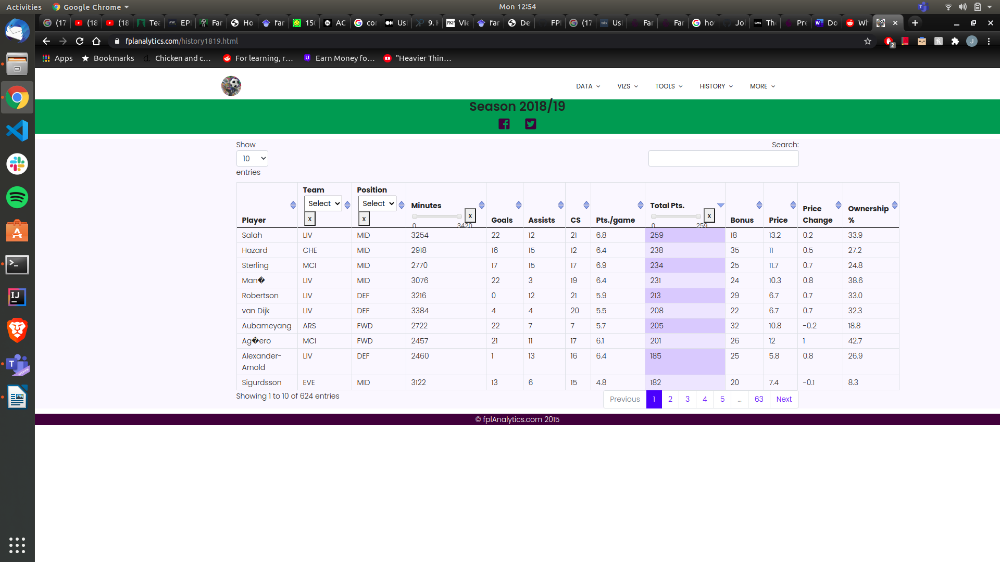 Activities Google Chrome Mon 12:54
(17 (18 (18 Tea EPI Far Ho far 150 AC cor Usi 9. Vie far De FPI (17 Usi Far Far ho Jol The Pre Do Wh
fplanalytics.com/history1819.html
Apps Bookmarks Chicken and c... For learning, r... Earn Money fo... "Heavier Thin...
DATA VIZS TOOLS HISTORY MORE
Season 2018/19
Show Search:
10
entries
Player Team Select x Position Select x Minutes 0 3420 x Goals Assists CS Pts./game Total Pts. 0 259 x Bonus Price Price Change Ownership %
Salah LIV MID 3254 22 12 21 6.8 259 18 13.2 0.2 33.9
Hazard CHE MID 2918 16 15 12 6.4 238 35 11 0.5 27.2
Sterling MCI MID 2770 17 15 17 6.9 234 25 11.7 0.7 24.8
Man� LIV MID 3076 22 3 19 6.4 231 24 10.3 0.8 38.6
Robertson LIV DEF 3216 0 12 21 5.9 213 29 6.7 0.7 33.0
van Dijk LIV DEF 3384 4 4 20 5.5 208 22 6.7 0.7 32.3
Aubameyang ARS FWD 2722 22 7 7 5.7 205 32 10.8 -0.2 18.8
Ag�ero MCI FWD 2457 21 11 17 6.1 201 26 12 1 42.7
Alexander-Arnold LIV DEF 2460 1 13 16 6.4 185 25 5.8 0.8 26.9
Sigurdsson EVE MID 3122 13 6 15 4.8 182 20 7.4 -0.1 8.3
Showing 1 to 10 of 624 entries Previous 1 2 3 4 5 ... 63 Next
© fplAnalytics.com 2015